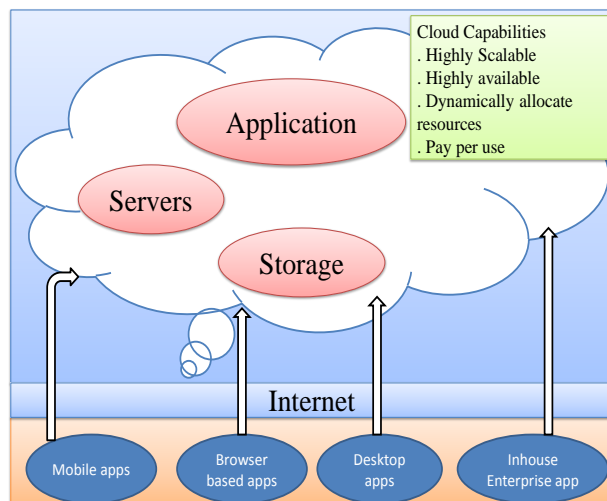 Cloud Capabilities
. Highly Scalable
. Highly available
. Dynamically allocate
resources
. Pay per use
Application
Servers
Storage
Internet
Mobile apps
Browser
based apps
Desktop
apps
Inhouse
Enterprise app